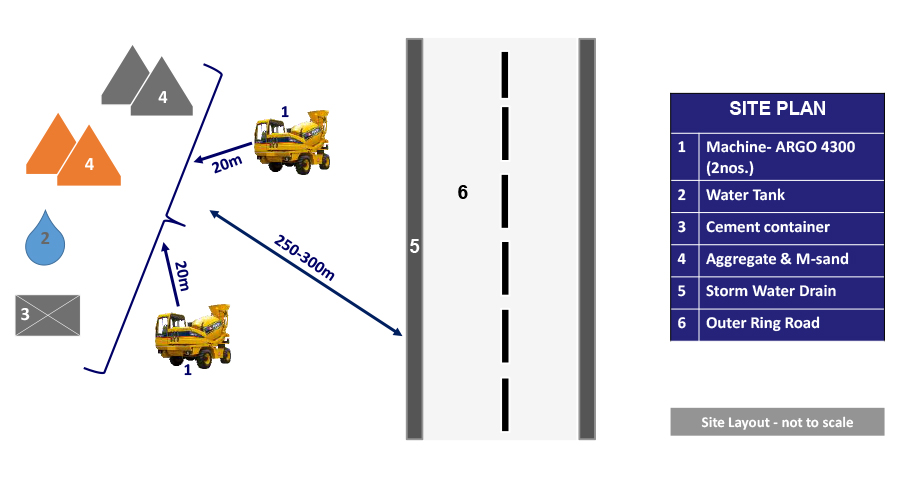 4
4
2
3
1
20m
20m
1
250-300m
5
6
SITE PLAN
1 Machine- ARGO 4300
(2nos.)
2 Water Tank
3 Cement container
4 Aggregate & M-sand
5 Storm Water Drain
6 Outer Ring Road
Site Layout - not to scale